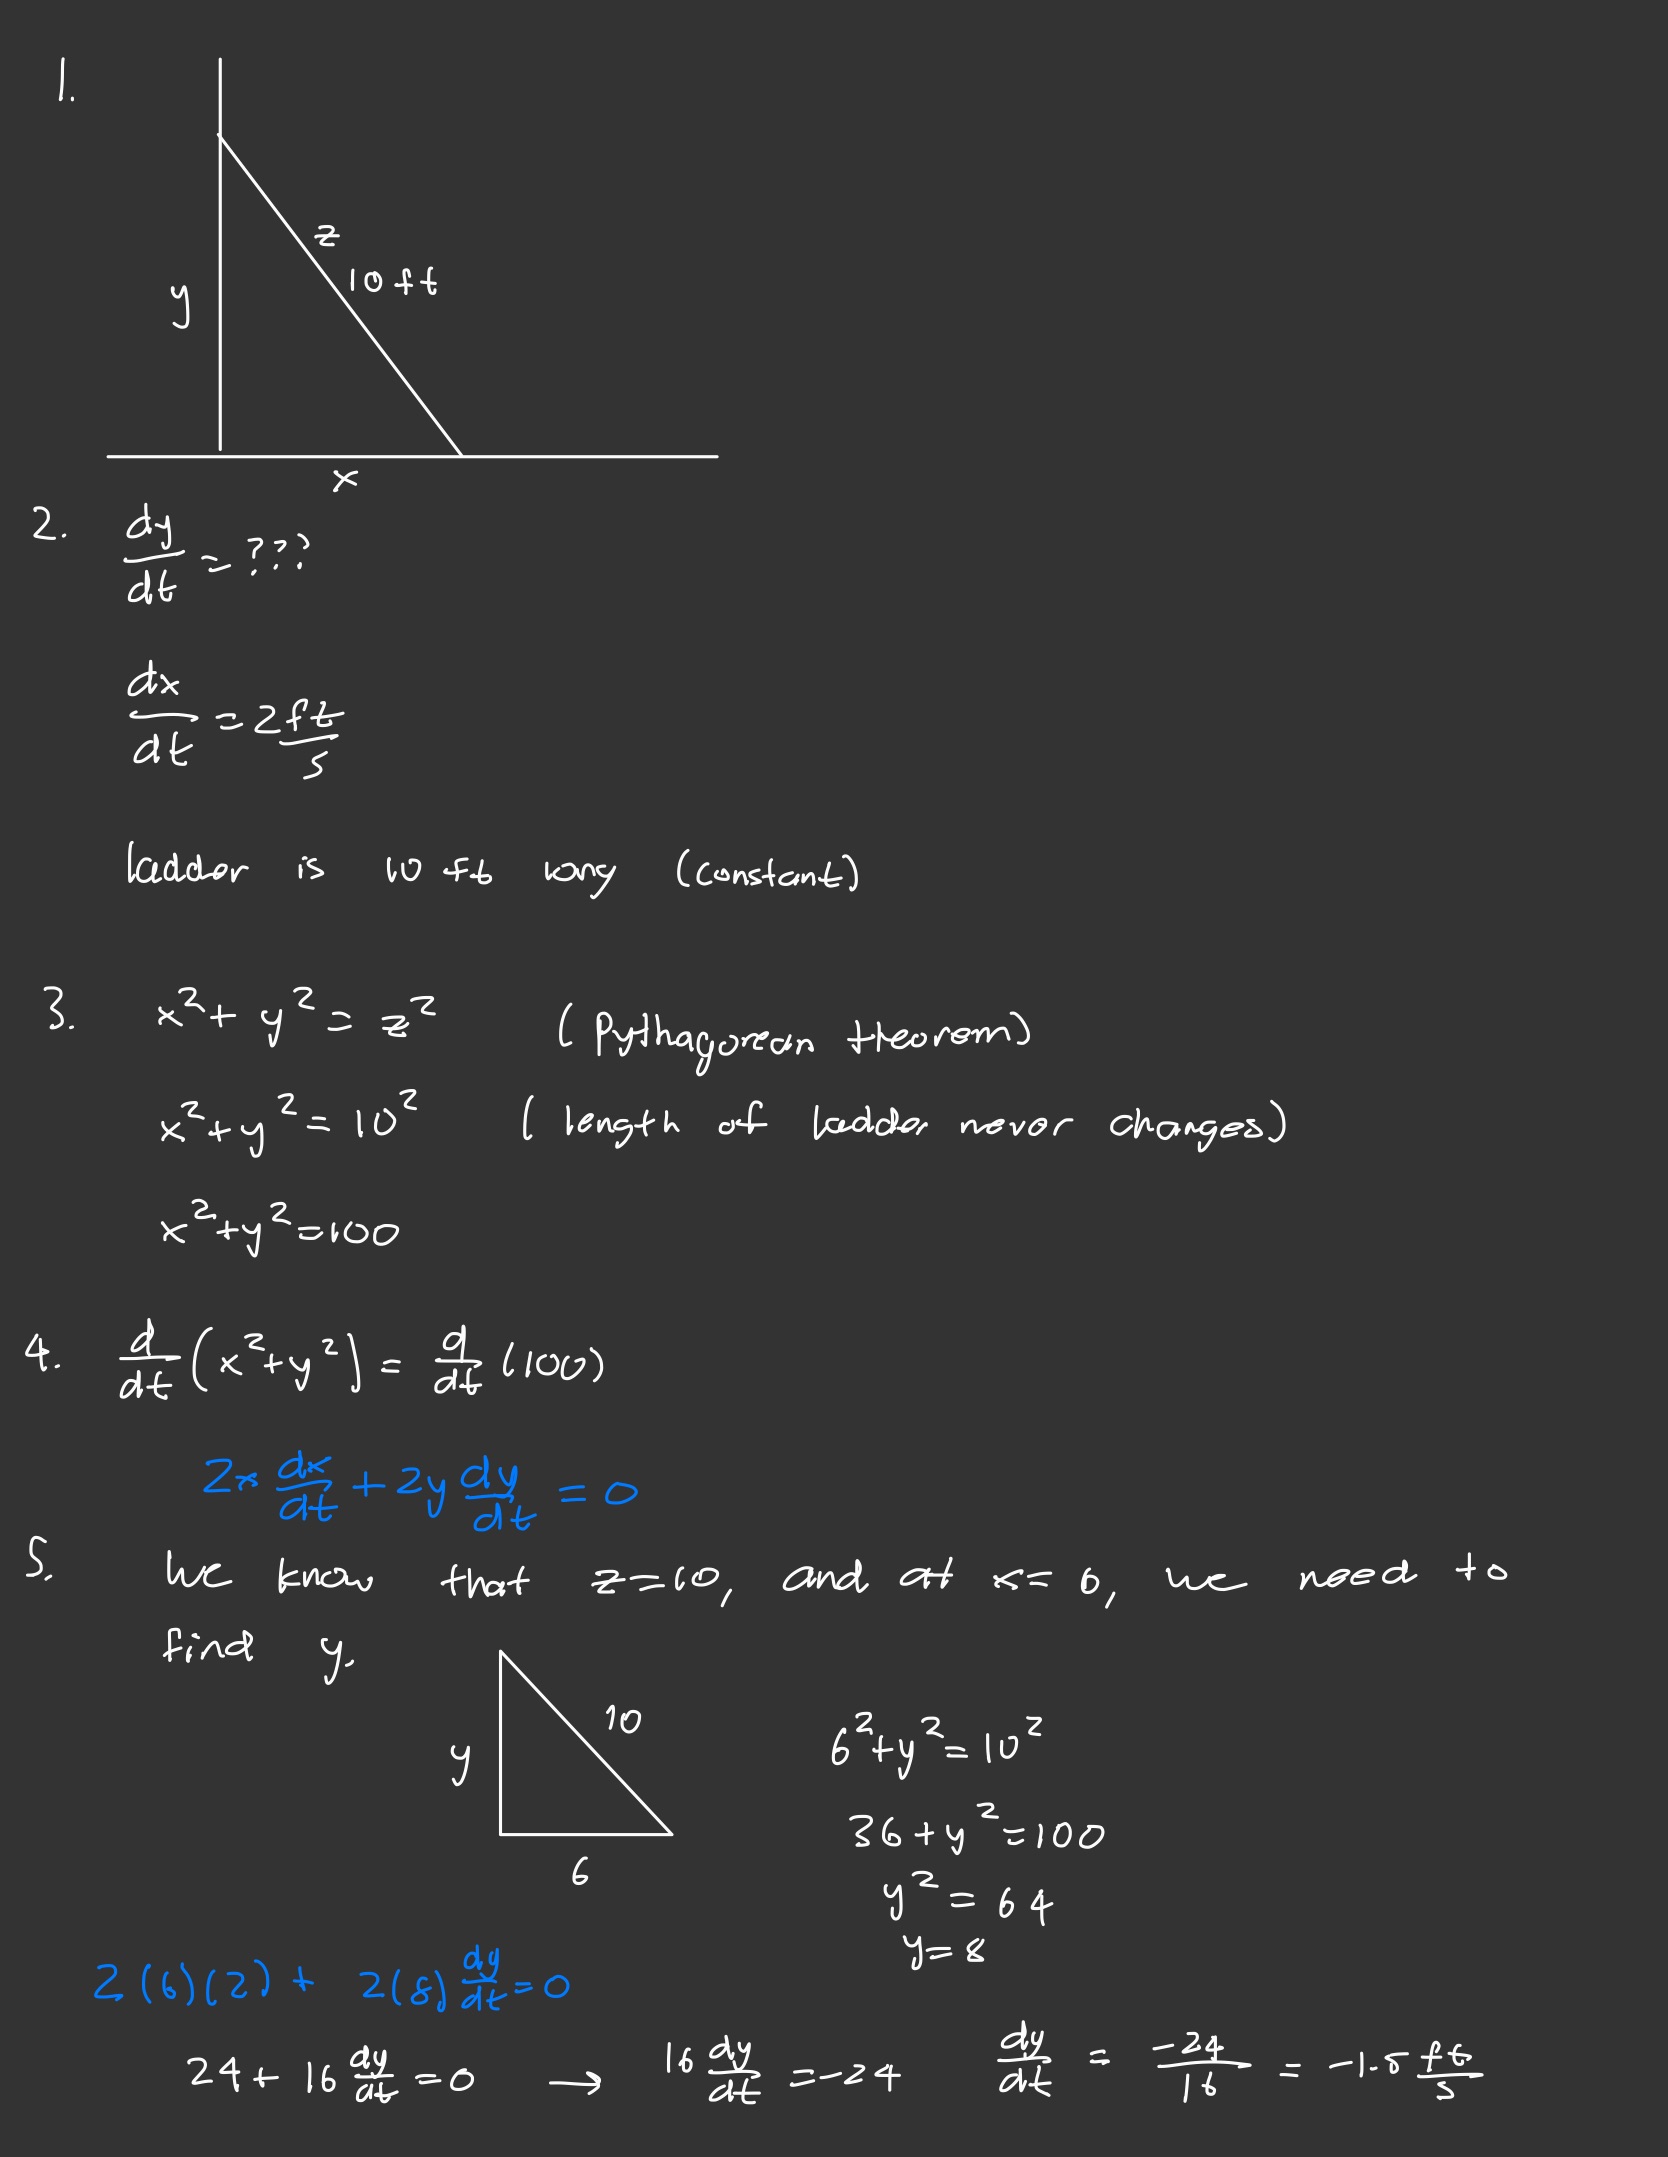 1.
z
10 ft
y
x
2. dy/dt = ???
dx/dt = 2 ft/s
ladder is 10 ft long (constant)
3. x² + y² = z² (Pythagorean theorem)
x² + y² = 10² (length of ladder never changes)
x² + y² = 100
4. d/dt (x² + y²) = d/dt (100)
2x dx/dt + 2y dy/dt = 0
5. We know that z = 10, and at x = 6, we need to
find y.
10
y
6
6² + y² = 10²
36 + y² = 100
y² = 64
y = 8
2(6)(2) + 2(8) dy/dt = 0
24 + 16 dy/dt = 0 → 16 dy/dt = -24 dy/dt = -24/16 = -1.5 ft/s